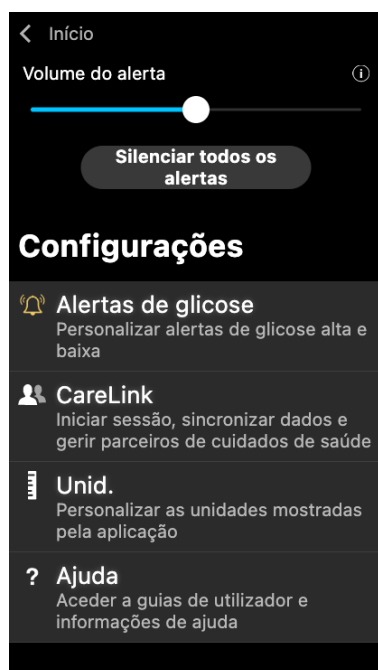 Início
Volume do alerta
Silenciar todos os
alertas
Configurações
Alertas de glicose
Personalizar alertas de glicose alta e
baixa
CareLink
Iniciar sessão, sincronizar dados e
gerir parceiros de cuidados de saúde
Unid.
Personalizar as unidades mostradas
pela aplicação
? Ajuda
Aceder a guias de utilizador e
informações de ajuda